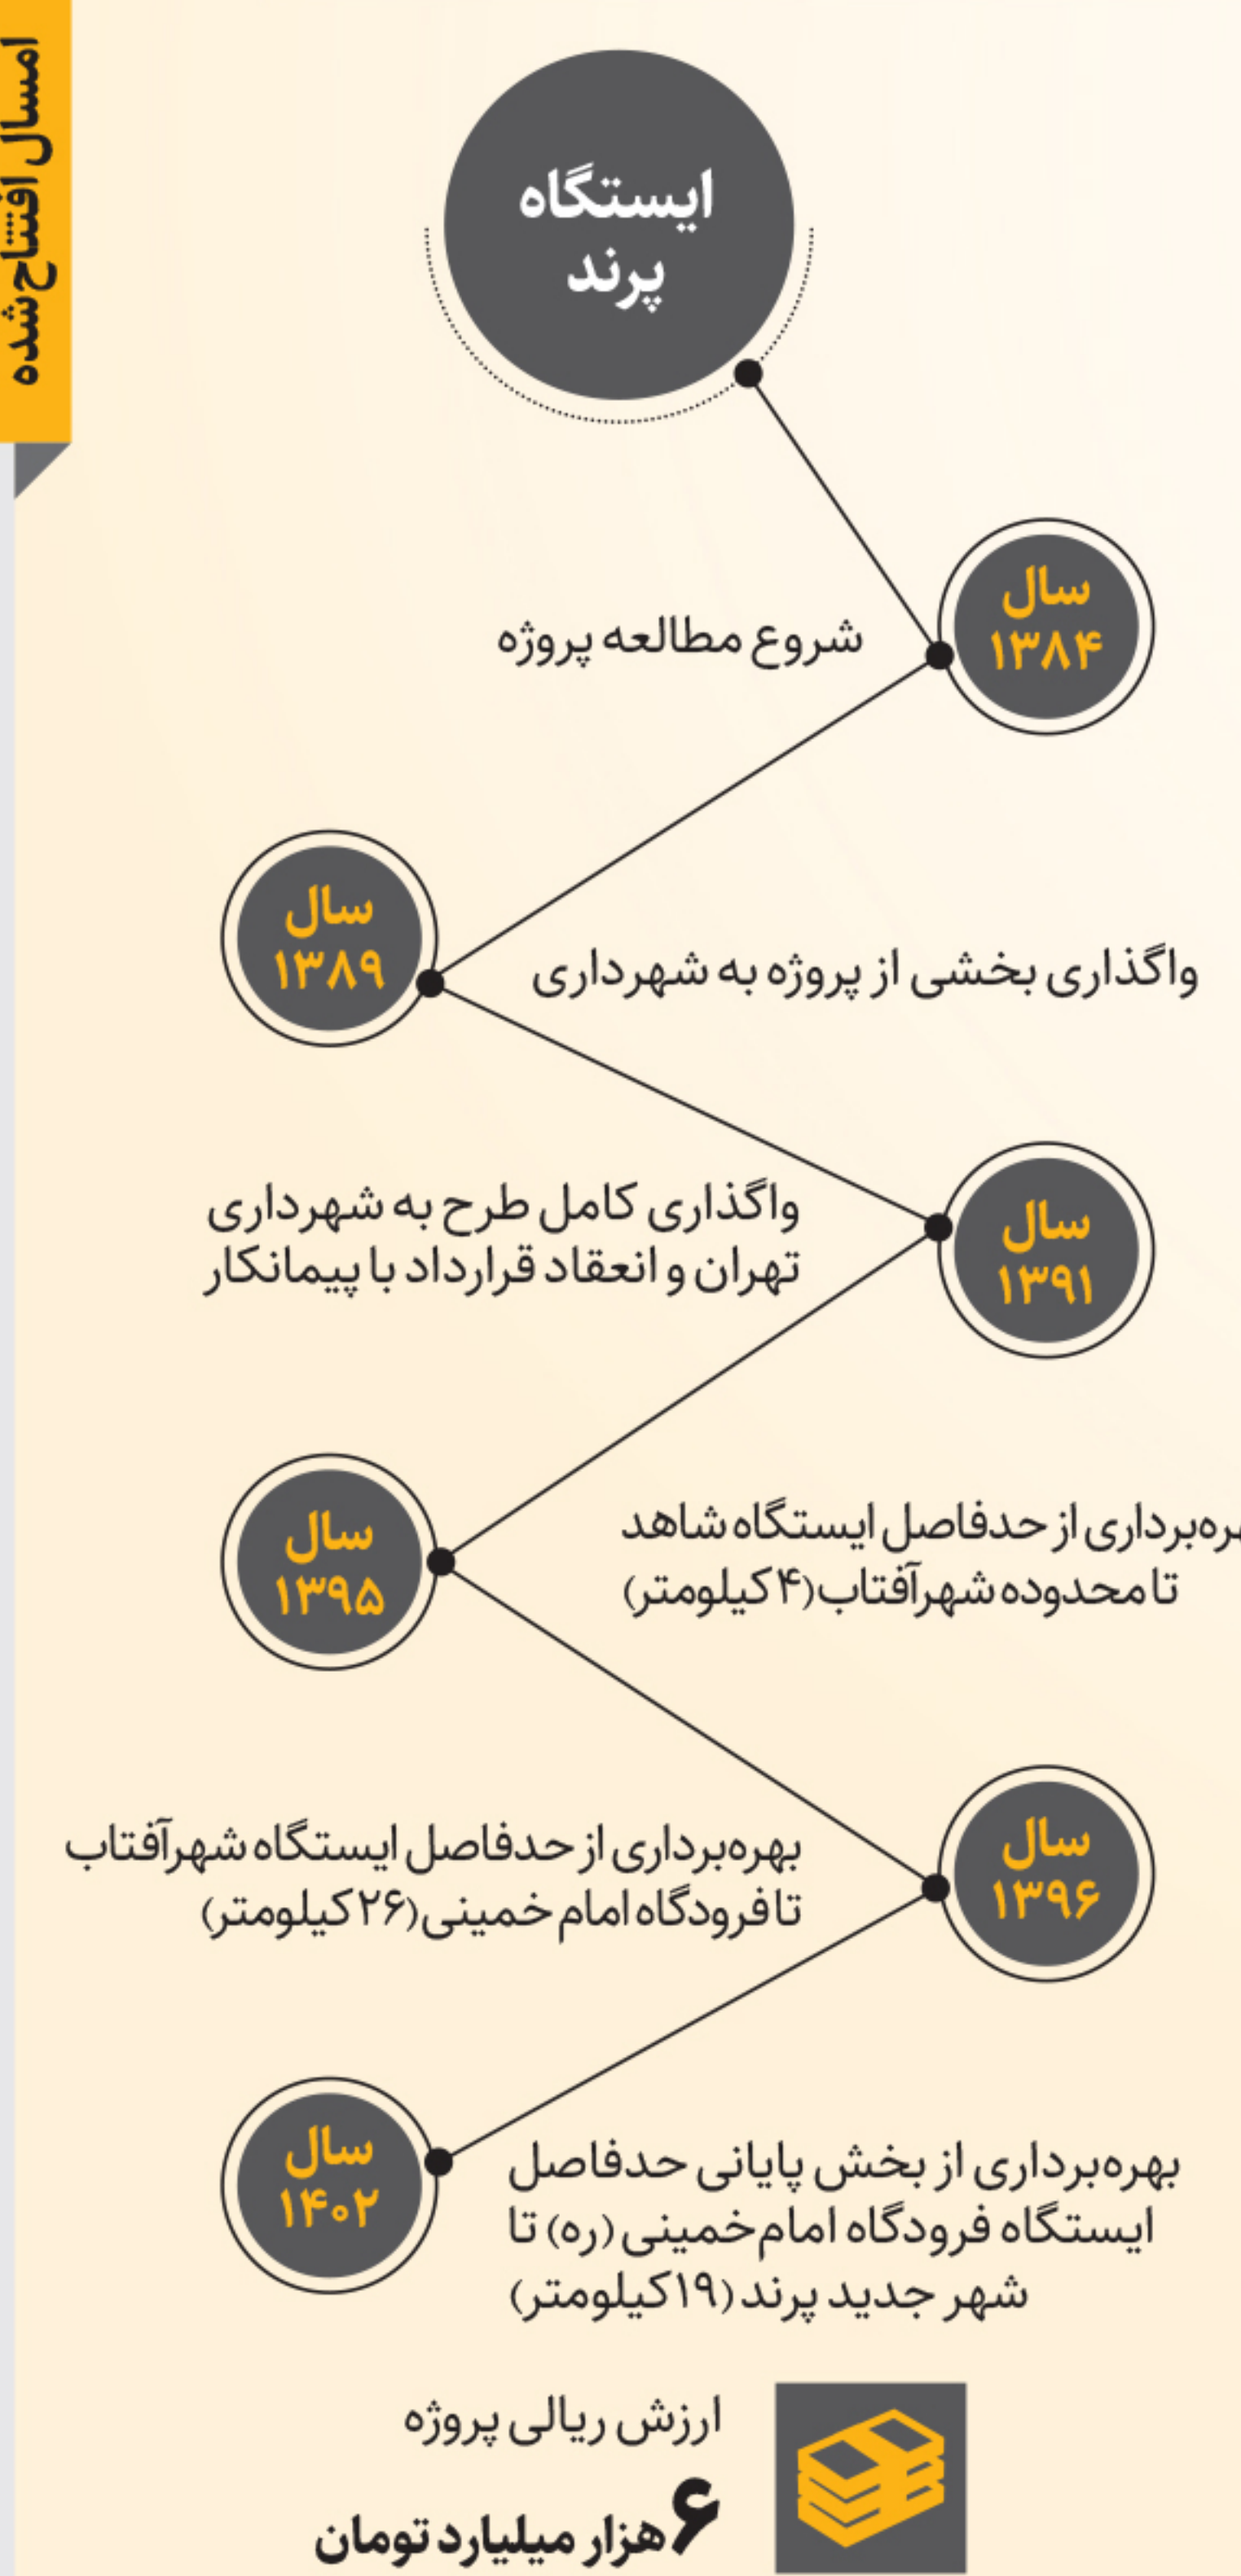 امسال افتتاح‌شده
ایستگاه
پرند
سال
۱۳۸۴
شروع مطالعه پروژه
سال
۱۳۸۹
واگذاری بخشی از پروژه به شهرداری
سال
۱۳۹۱
واگذاری کامل طرح به شهرداری
تهران و انعقاد قرارداد با پیمانکار
سال
۱۳۹۵
از حدفاصل ایستگاه شاهد
تا محدوده شهرآفتاب (۴ کیلومتر)
سال
۱۳۹۶
بهره‌برداری از حدفاصل ایستگاه شهرآفتاب
تا فرودگاه امام خمینی (۲۶ کیلومتر)
سال
۱۴۰۲
بهره‌برداری از بخش پایانی حدفاصل
ایستگاه فرودگاه امام‌خمینی (ره) تا
شهر جدید پرند (۱۹ کیلومتر)
ارزش ریالی پروژه
۶ هزار میلیارد تومان